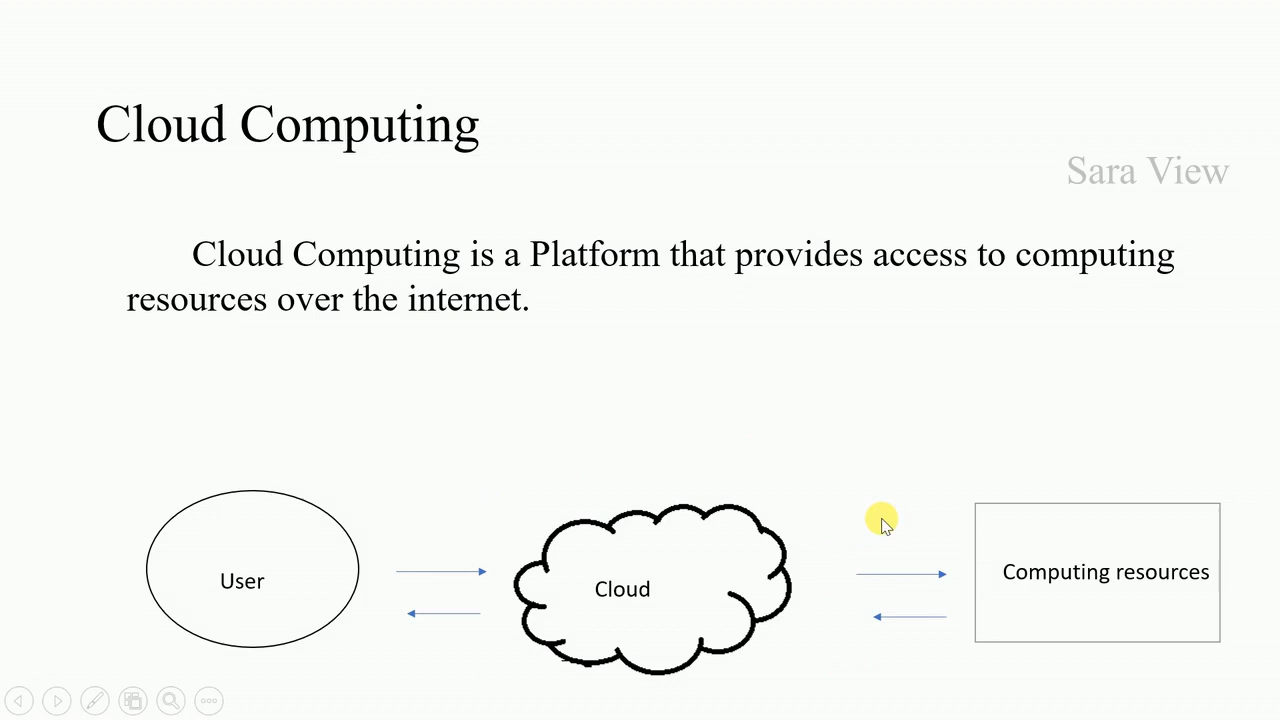 Cloud Computing
Sara View
Cloud Computing is a Platform that provides access to computing
resources over the internet.
User
Cloud
Computing resources